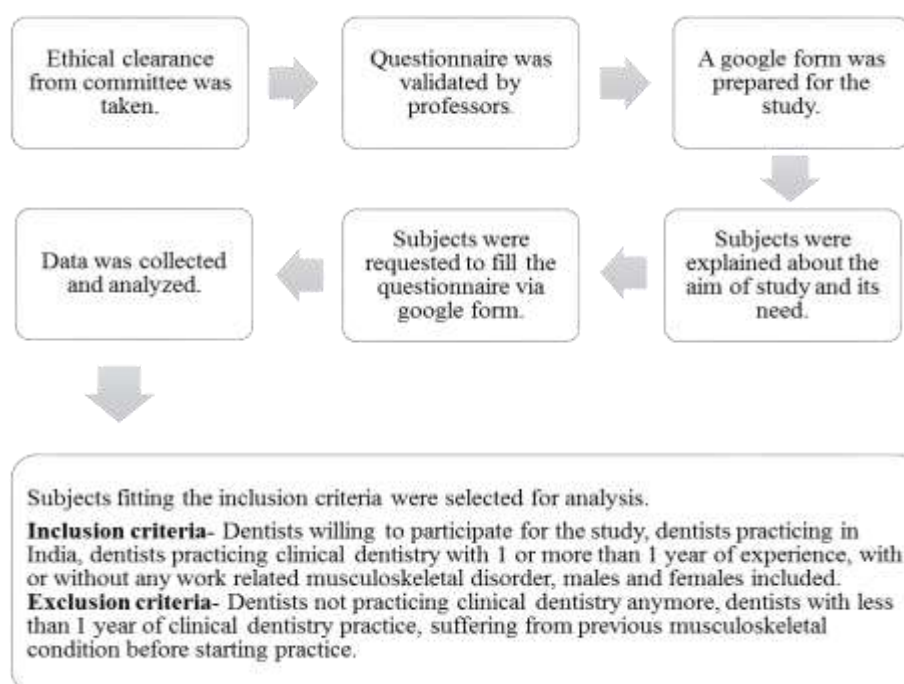 Ethical clearance
from committee was
taken.
Questionnaire was
validated by
professors.
A google form was
prepared for the
study.
Subjects were
explained about the
aim of study and its
need.
Subjects were
requested to fill the
questionnaire via
google form.
Data was collected
and analyzed.
Subjects fitting the inclusion criteria were selected for analysis.
Inclusion criteria- Dentists willing to participate for the study, dentists practicing in
India, dentists practicing clinical dentistry with 1 or more than 1 year of experience, with
or without any work related musculoskeletal disorder, males and females included.
Exclusion criteria- Dentists not practicing clinical dentistry anymore, dentists with less
than 1 year of clinical dentistry practice, suffering from previous musculoskeletal
condition before starting practice.